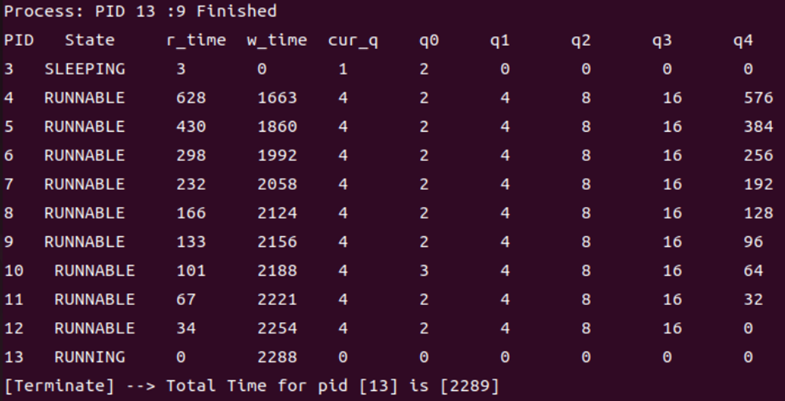 Process: PID 13 :9 Finished
PID State r_time w_time cur_q q0 q1 q2 q3 q4
3 SLEEPING 3 0 1 2 0 0 0 0
4 RUNNABLE 628 1663 4 2 4 8 16 576
5 RUNNABLE 430 1860 4 2 4 8 16 384
6 RUNNABLE 298 1992 4 2 4 8 16 256
7 RUNNABLE 232 2058 4 2 4 8 16 192
8 RUNNABLE 166 2124 4 2 4 8 16 128
9 RUNNABLE 133 2156 4 2 4 8 16 96
10 RUNNABLE 101 2188 4 3 4 8 16 64
11 RUNNABLE 67 2221 4 2 4 8 16 32
12 RUNNABLE 34 2254 4 2 4 8 16 0
13 RUNNING 0 2288 0 0 0 0 0 0
[Terminate] --> Total Time for pid [13] is [2289]